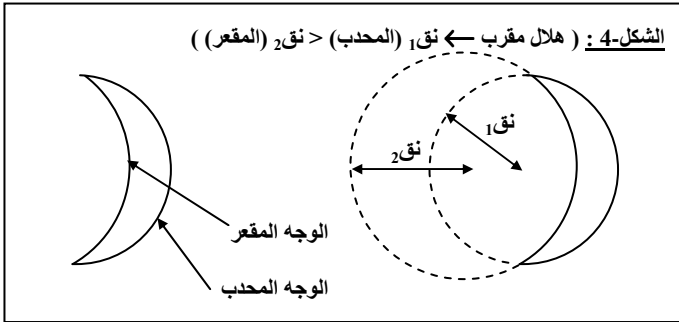 الشكل-4 : ( هلال مقرب ← نق1 (المحدب) < نق2 (المقعر) )
نق1
نق2
الوجه المقعر
الوجه المحدب